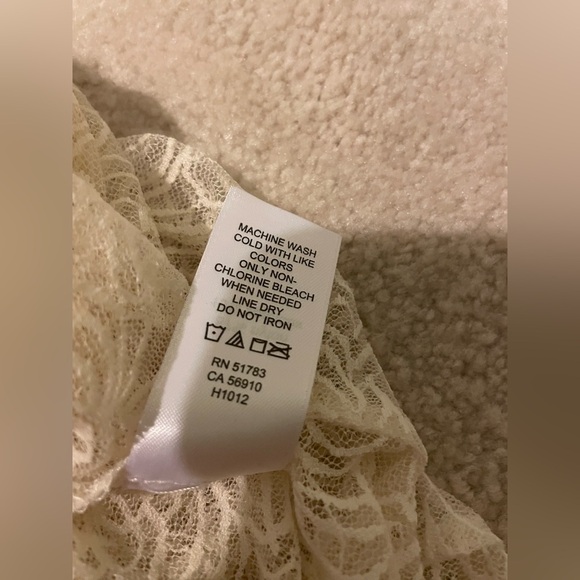 MACHINE WASH
COLD WITH LIKE
COLORS
ONLY NON-
CHLORINE BLEACH
WHEN NEEDED
LINE DRY
DO NOT IRON
RN 51783
CA 56910
H1012